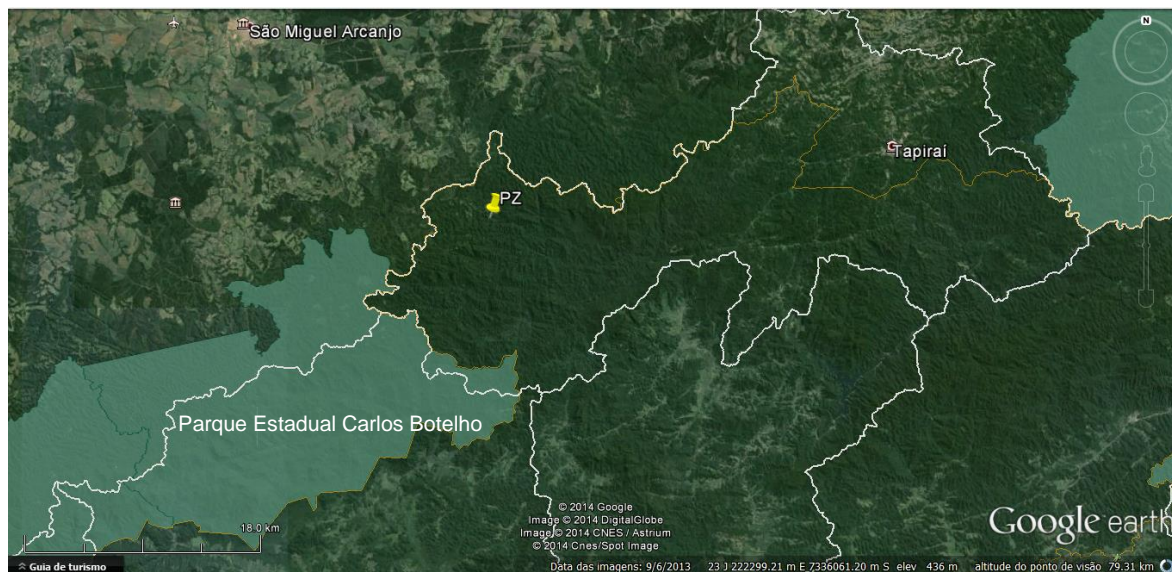 São Miguel Arcanjo
N
Tapiraí
PZ
Parque Estadual Carlos Botelho
© 2014 Google
Image © 2014 DigitalGlobe
Image © 2014 CNES / Astrium
© 2014 Cnes/Spot Image
18.0 km
Google earth
Guia de turismo
Data das imagens: 9/6/2013 23 J 222299.21 m E 7336061.20 m S elev 436 m altitude do ponto de visão 79.31 km